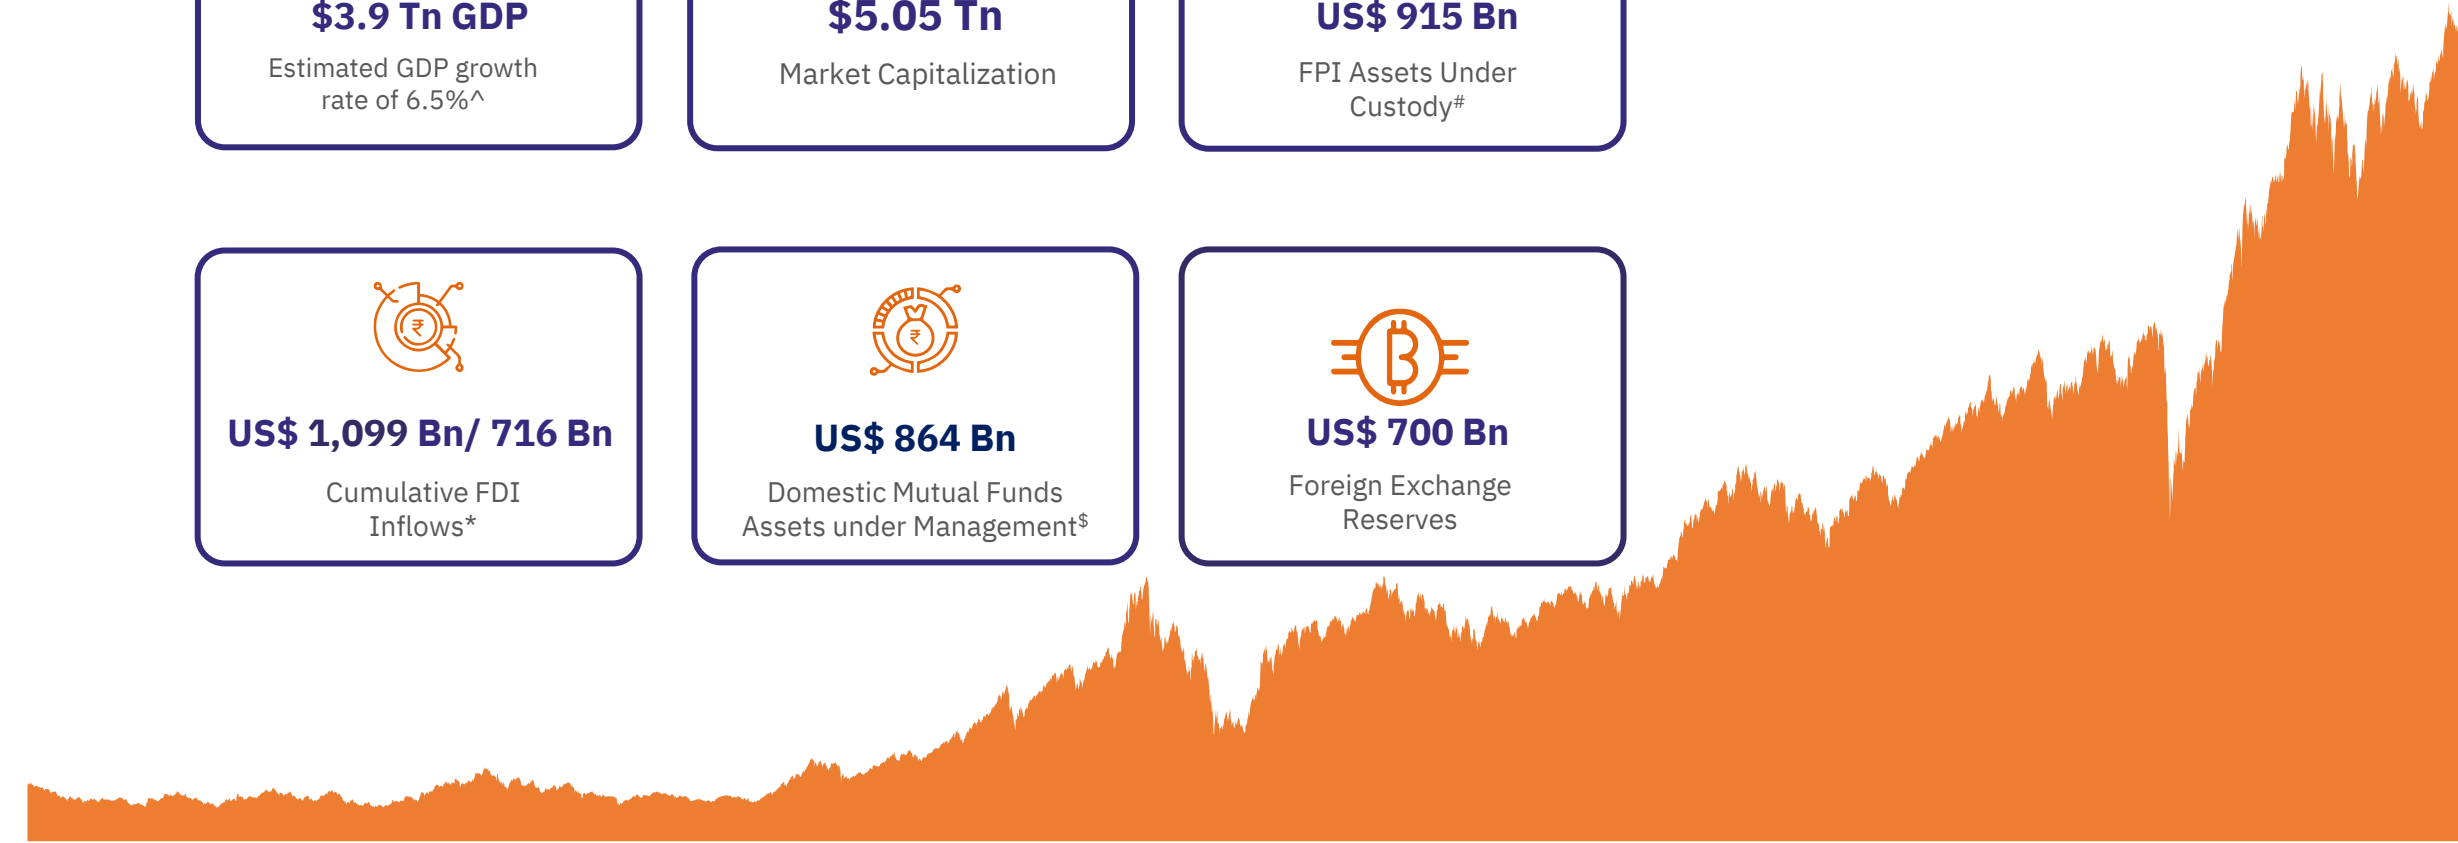 $3.9 Tn GDP
Estimated GDP growth
rate of 6.5%^
$5.05 Tn
Market Capitalization
US$ 915 Bn
FPI Assets Under
Custody#
₹
US$ 1,099 Bn/ 716 Bn
Cumulative FDI
Inflows*
₹
US$ 864 Bn
Domestic Mutual Funds
Assets under Management$
US$ 700 Bn
Foreign Exchange
Reserves